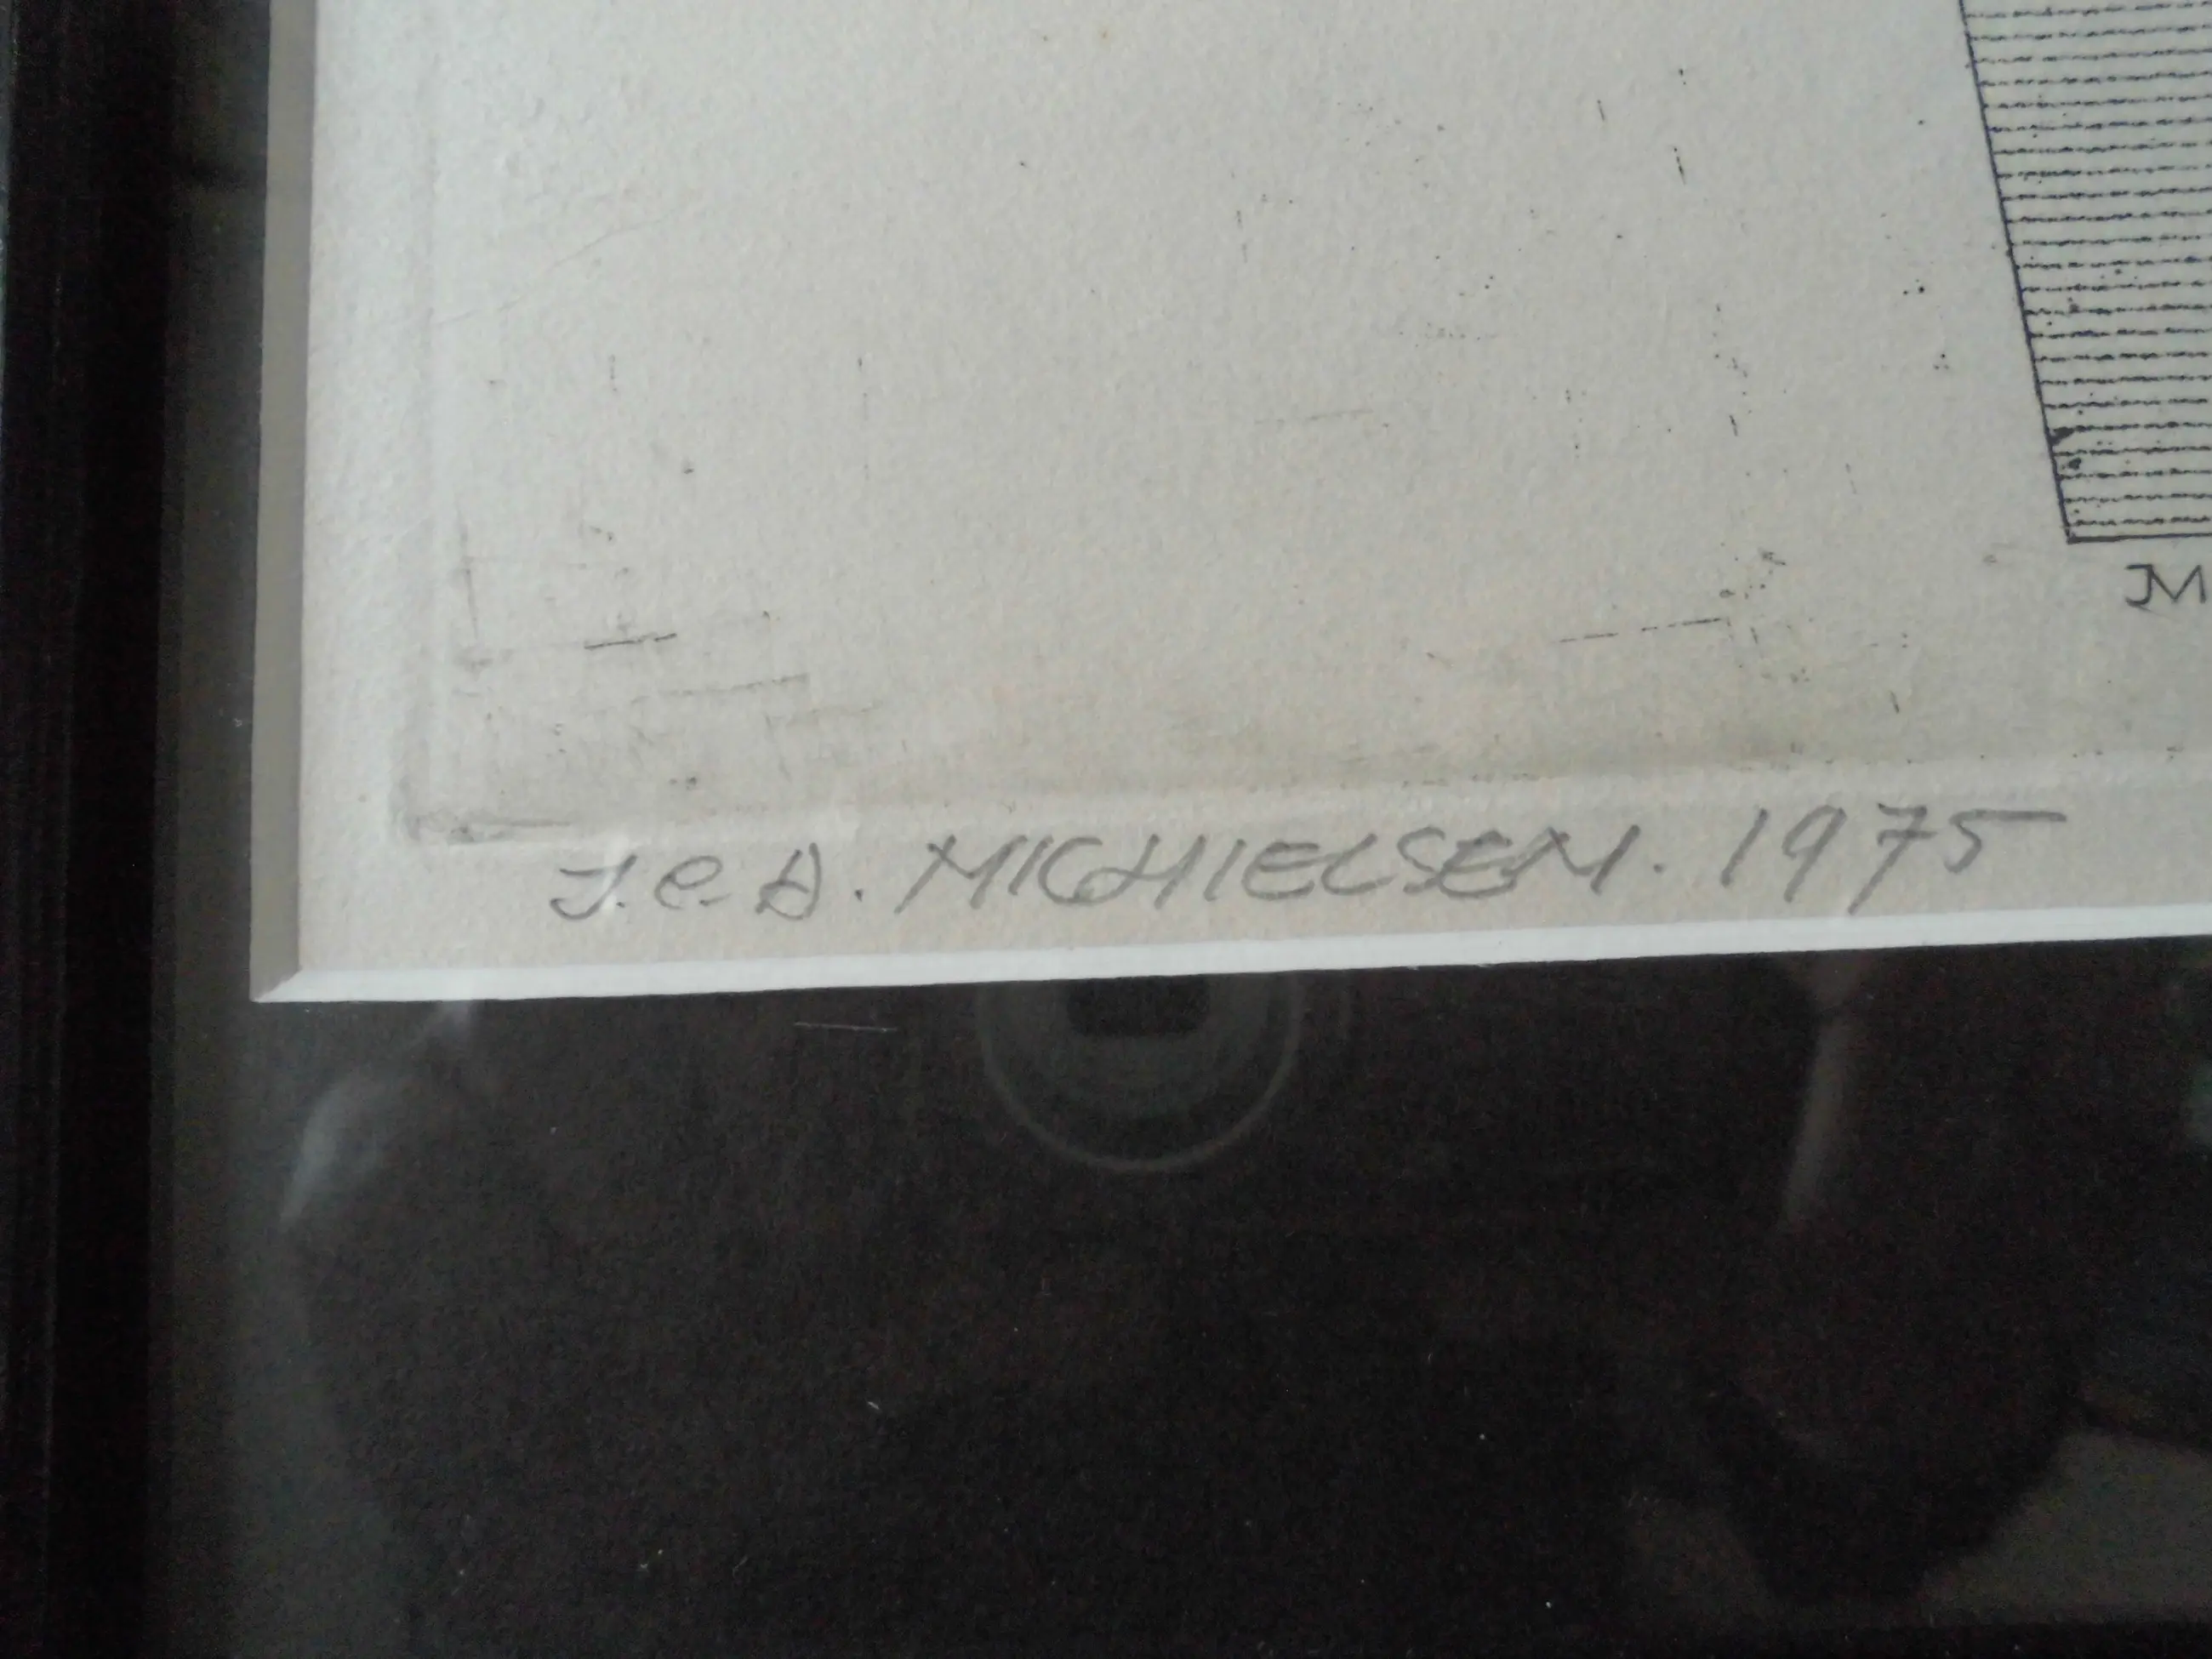 JM
J.C.D. MICHIELSEN. 1975